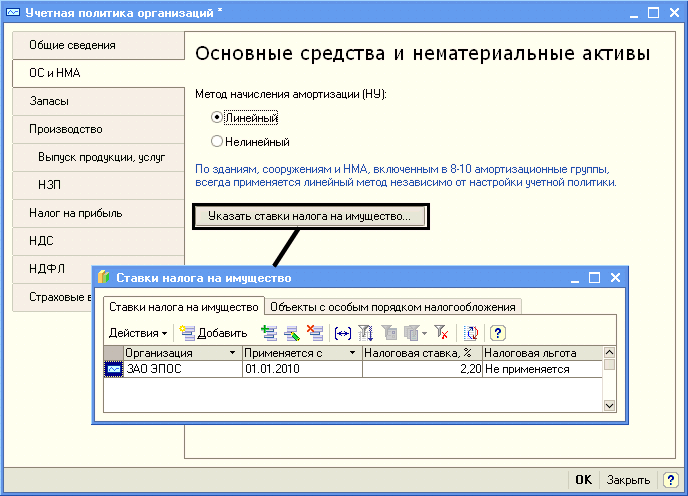 Учетная политика организаций *
Общие сведения
ОС и НМА
Запасы
Производство
Выпуск продукции, услуг
НЗП
Налог на прибыль
НДС
НДФЛ
Страховые в
Основные средства и нематериальные активы
Метод начисления амортизации (НУ):
Линейный
Нелинейный
По зданиям, сооружениям и НМА, включенным в 8-10 амортизационные группы,
всегда применяется линейный метод независимо от настройки учетной политики.
Указать ставки налога на имущество...
Ставки налога на имущество
Ставки налога на имущество Объекты с особым порядком налогообложения
Действия Добавить ?
Организация Применяется с Налоговая ставка, % Налоговая льгота
ЗАО ЭПОС 01.01.2010 2,20 Не применяется
OK Закрыть ?